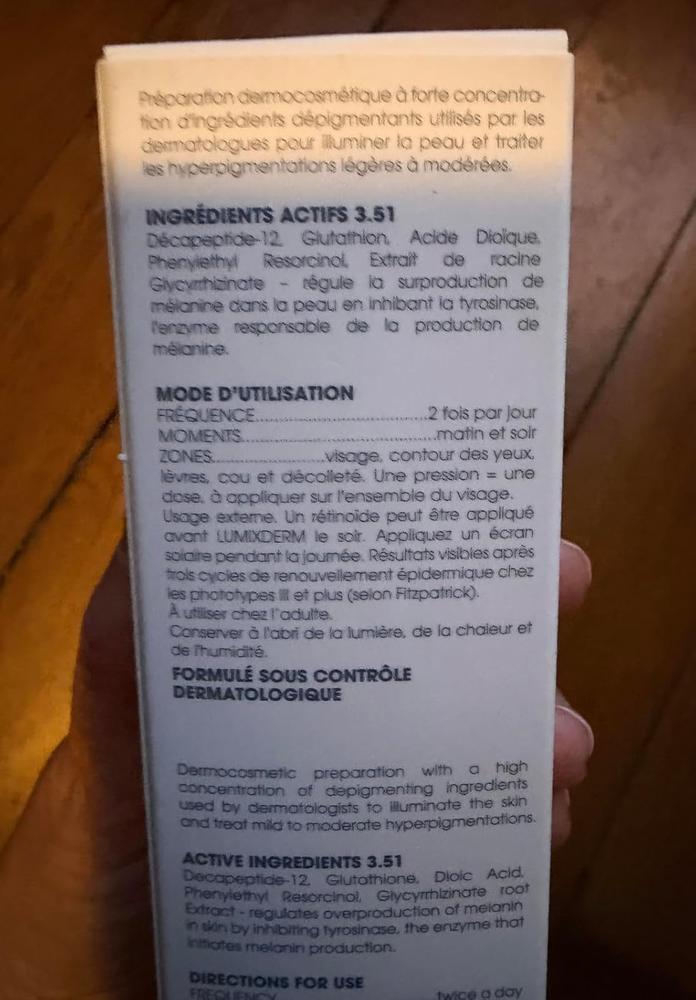 Préparation dermocosmétique à forte concentra-
tion d'ingrédients dépigmentants utilisés par les
dermatologues pour illuminer la peau et traiter
les hyperpigmentations légères à modérées.
INGRÉDIENTS ACTIFS 3.51
Décapeptide-12, Glutathion, Acide Dioïque,
Phenylethyl Resorcinol, Extrait de racine
Glycyrrhizinate - régule la surproduction de
mélanine dans la peau en inhibant la tyrosinase,
l'enzyme responsable de la production de
mélanine.
MODE D'UTILISATION
FRÉQUENCE........................................2 fois par jour
MOMENTS.............................................matin et soir
ZONES.........................visage, contour des yeux,
lèvres, cou et décolleté. Une pression = une
dose, à appliquer sur l'ensemble du visage.
Usage externe. Un rétinoïde peut être appliqué
avant LUMIXDERM le soir. Appliquez un écran
solaire pendant la journée. Résultats visibles après
trois cycles de renouvellement épidermique chez
les phototypes III et plus (selon Fitzpatrick).
À utiliser chez l'adulte.
Conserver à l'abri de la lumière, de la chaleur et
de l'humidité.
FORMULÉ SOUS CONTRÔLE
DERMATOLOGIQUE
Dermocosmetic preparation with a high
concentration of depigmenting ingredients
used by dermatologists to illuminate the skin
and treat mild to moderate hyperpigmentations.
ACTIVE INGREDIENTS 3.51
Decapeptide-12, Glutathione, Dioic Acid,
Phenylethyl Resorcinol, Glycyrrhizinate root
Extract - regulates overproduction of melanin
in skin by inhibiting tyrosinase, the enzyme that
initiates melanin production.
DIRECTIONS FOR USE
FREQUENCY twice a day